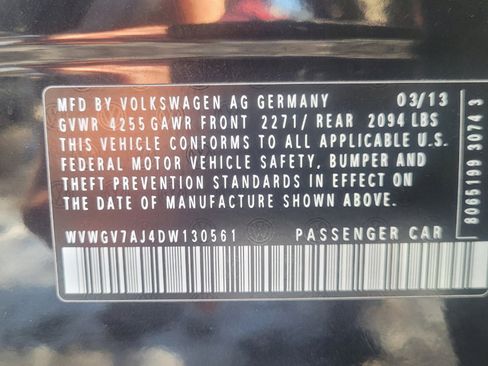 MFD BY VOLKSWAGEN AG GERMANY 03/13
GVWR 4255 GAWR FRONT 2271/ REAR 2094 LBS
THIS VEHICLE CONFORMS TO ALL APPLICABLE U.S.
FEDERAL MOTOR VEHICLE SAFETY, BUMPER AND
THEFT PREVENTION STANDARDS IN EFFECT ON
THE DATE OF MANUFACTURE SHOWN ABOVE.
WVWGV7AJ4DW130561 PASSENGER CAR
8065199 3074 3